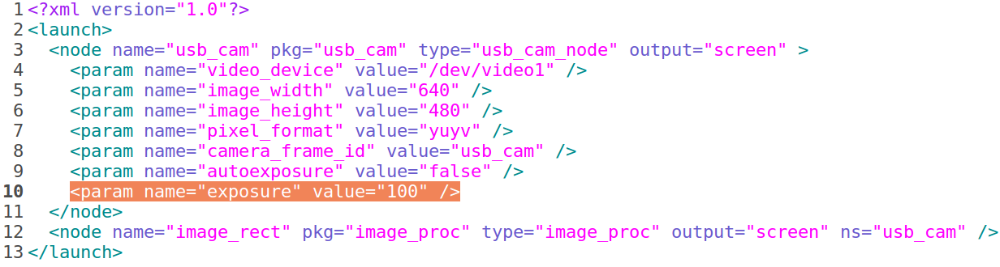 1 <?xml version="1.0"?>
2 <launch>
3   <node name="usb_cam" pkg="usb_cam" type="usb_cam_node" output="screen" >
4     <param name="video_device" value="/dev/video1" />
5     <param name="image_width" value="640" />
6     <param name="image_height" value="480" />
7     <param name="pixel_format" value="yuyv" />
8     <param name="camera_frame_id" value="usb_cam" />
9     <param name="autoexposure" value="false" />
10     <param name="exposure" value="100" />
11   </node>
12   <node name="image_rect" pkg="image_proc" type="image_proc" output="screen" ns="usb_cam" />
13 </launch>